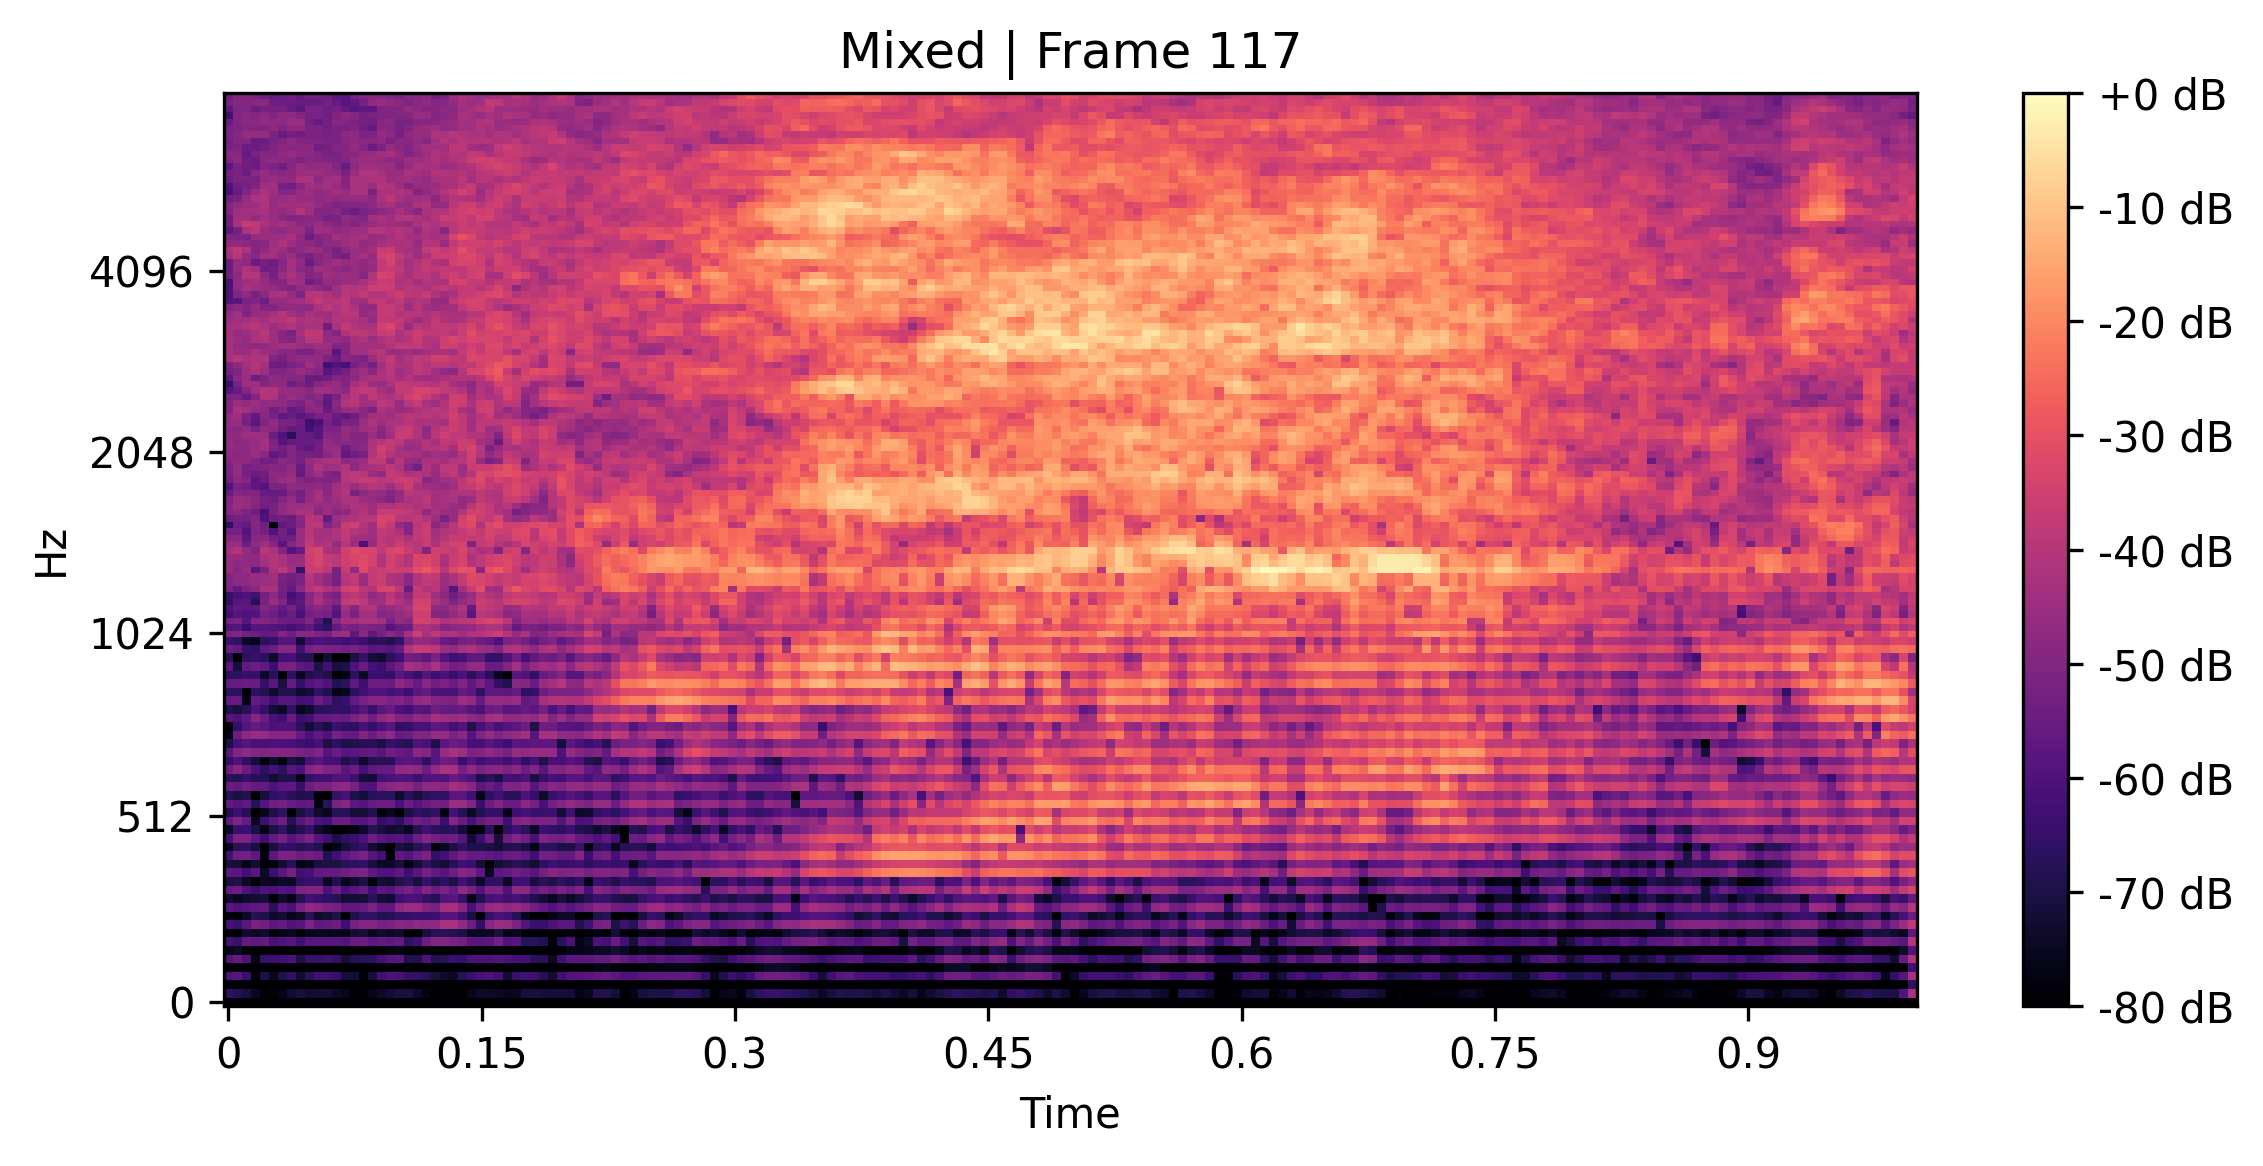 Mixed | Frame 117
+0 dB
4096
-10 dB
-20 dB
2048
-30 dB
Hz
-40 dB
1024
-50 dB
512
-60 dB
-70 dB
0
-80 dB
0 0.15 0.3 0.45 0.6 0.75 0.9
Time